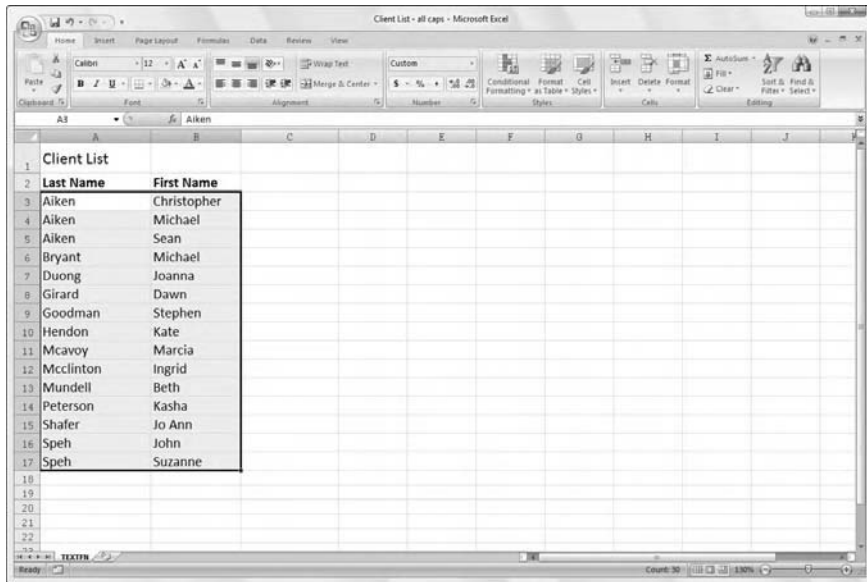 Client List - all caps - Microsoft Excel
Home Insert Page Layout Formulas Data Review View
Calibri 12 A A Wrap Text Custom Σ AutoSum
Paste B I U A Merge & Center $ % , Conditional Formatting Format as Table Cell Styles Insert Delete Format Fill Clear Sort & Filter Find & Select
Clipboard Font Alignment Number Styles Cells Editing
A3 fx Aiken
A B C D E F G H I J K
1 Client List
2 Last Name First Name
3 Aiken Christopher
4 Aiken Michael
5 Aiken Sean
6 Bryant Michael
7 Duong Joanna
8 Girard Dawn
9 Goodman Stephen
10 Hendon Kate
11 Mcavoy Marcia
12 Mcclinton Ingrid
13 Mundell Beth
14 Peterson Kasha
15 Shafer Jo Ann
16 Speh John
17 Speh Suzanne
18
19
20
21
22
23
TEXTFN
Ready Count: 30 130%